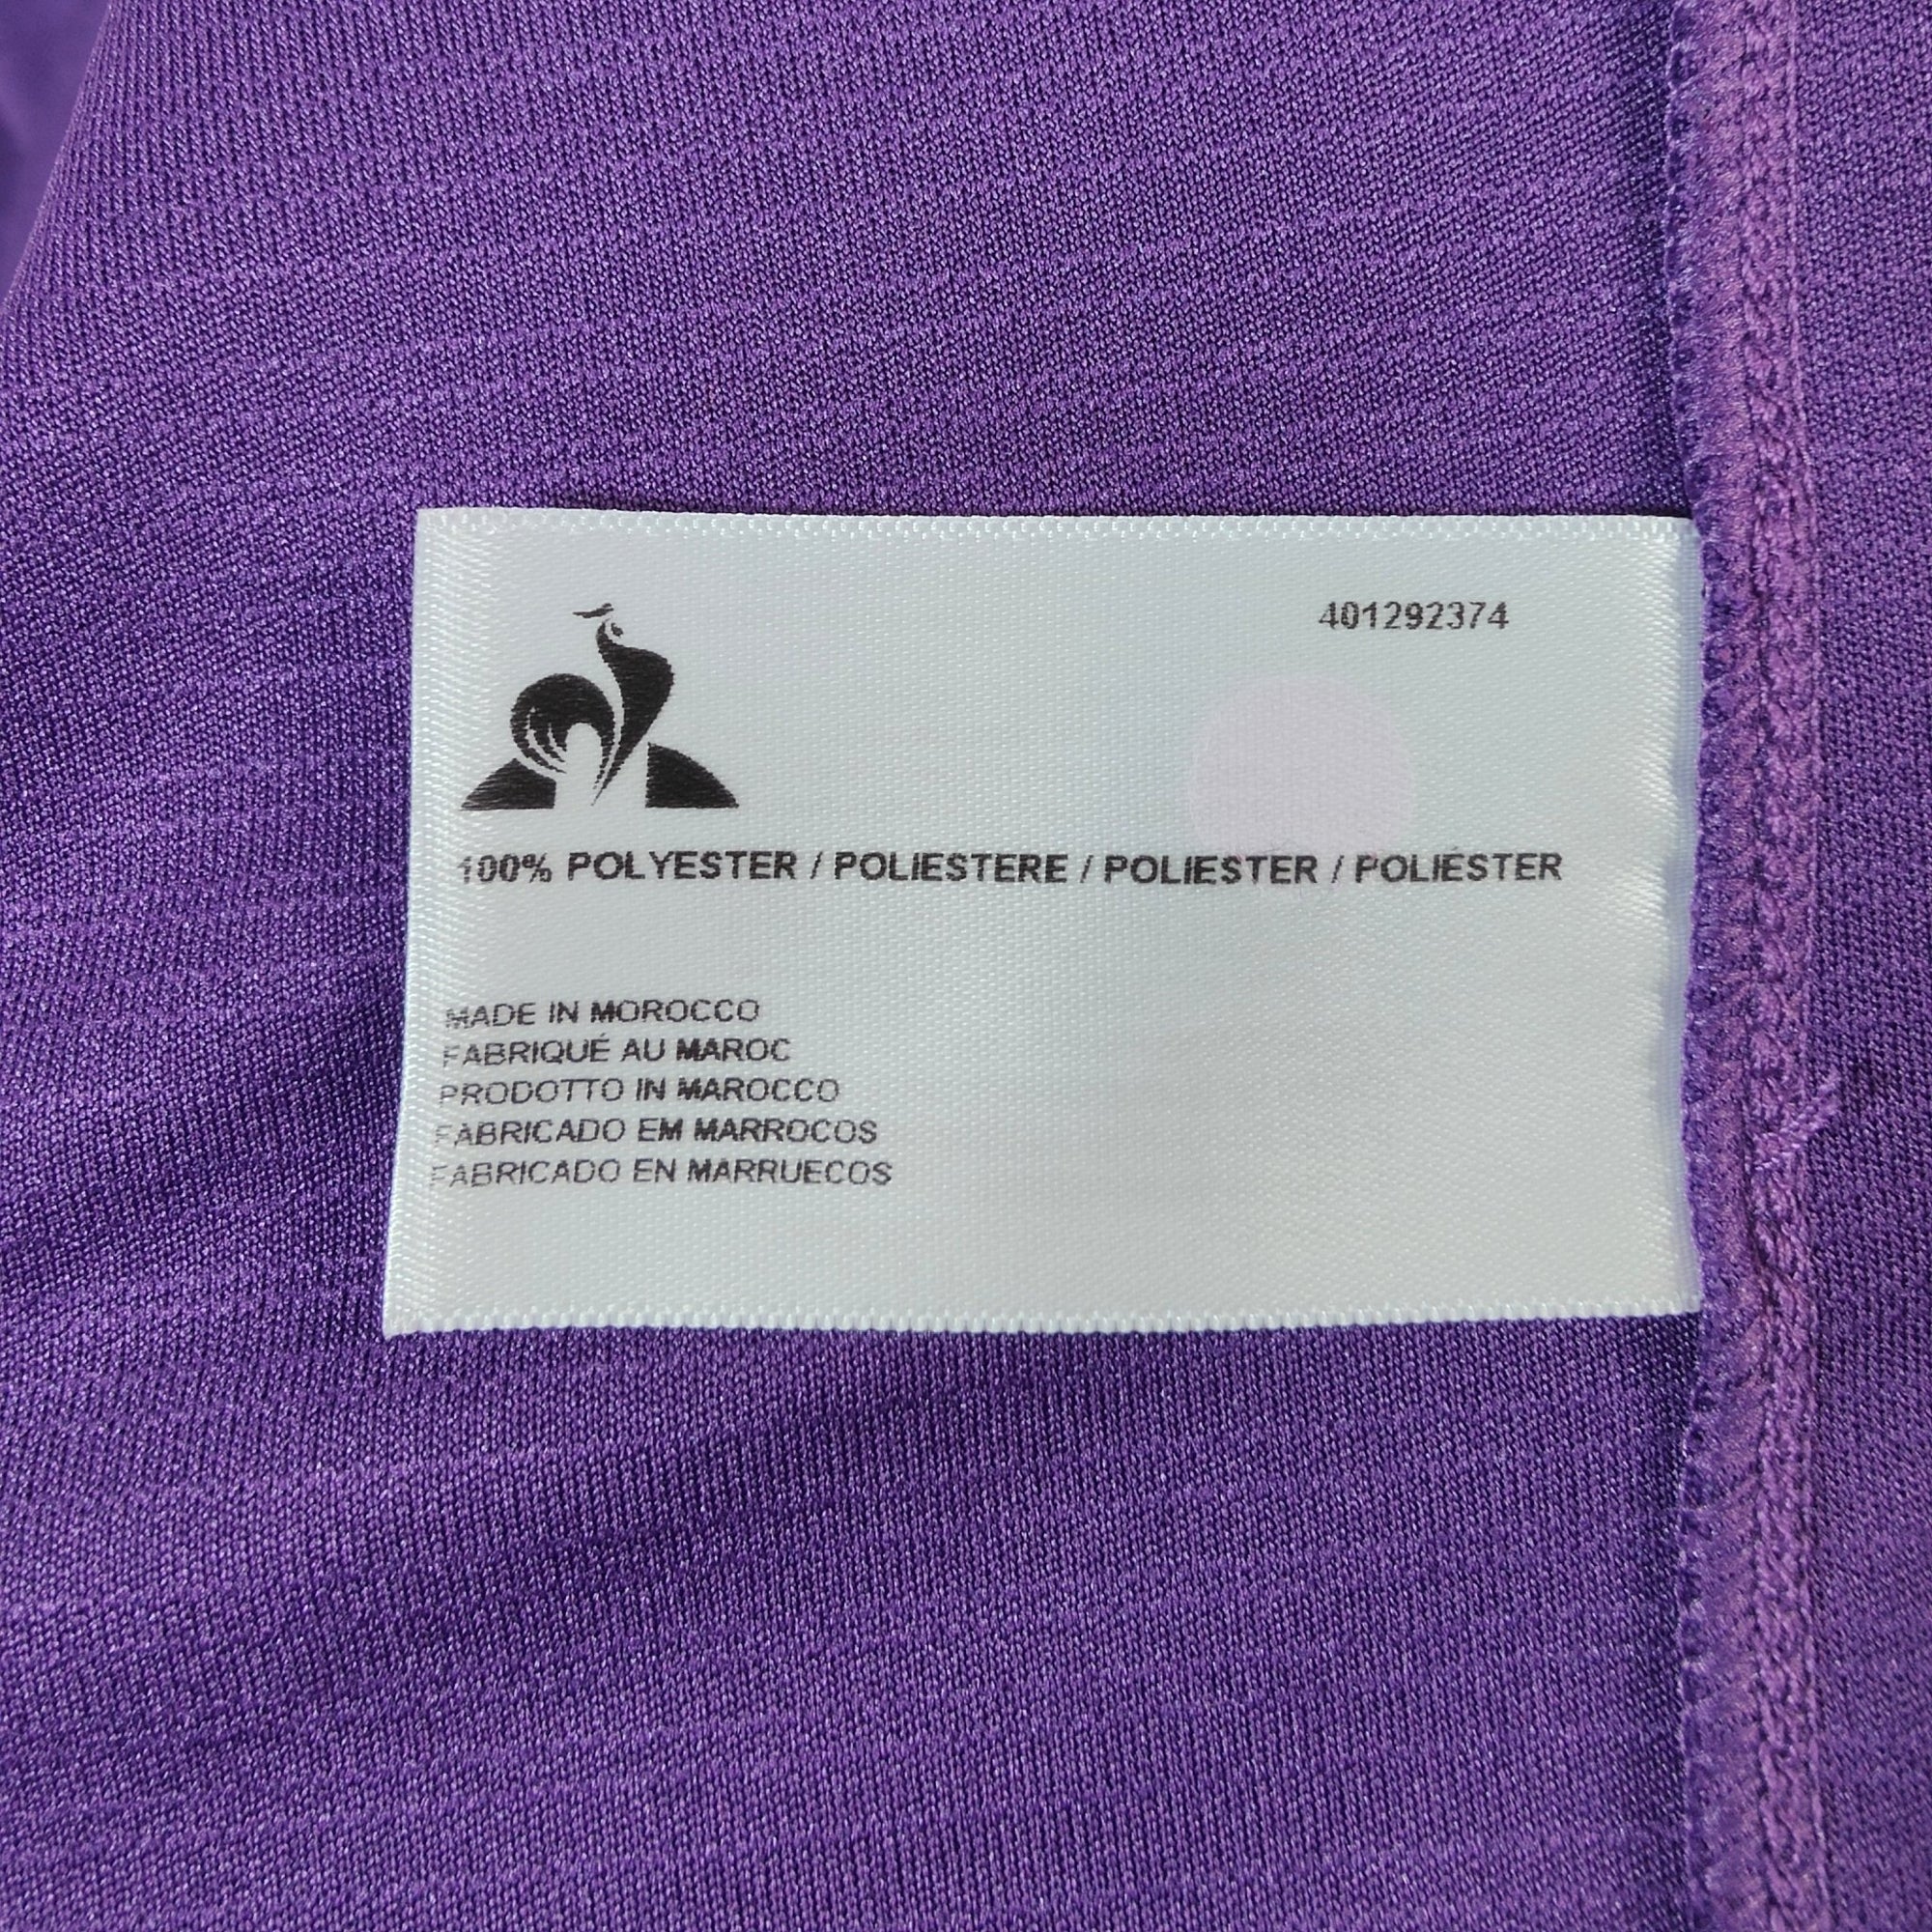 401292374
100% POLYESTER / POLIESTERE / POLIESTER / POLIÉSTER
MADE IN MOROCCO
FABRIQUÉ AU MAROC
PRODOTTO IN MAROCCO
FABRICADO EM MARROCOS
FABRICADO EN MARRUECOS